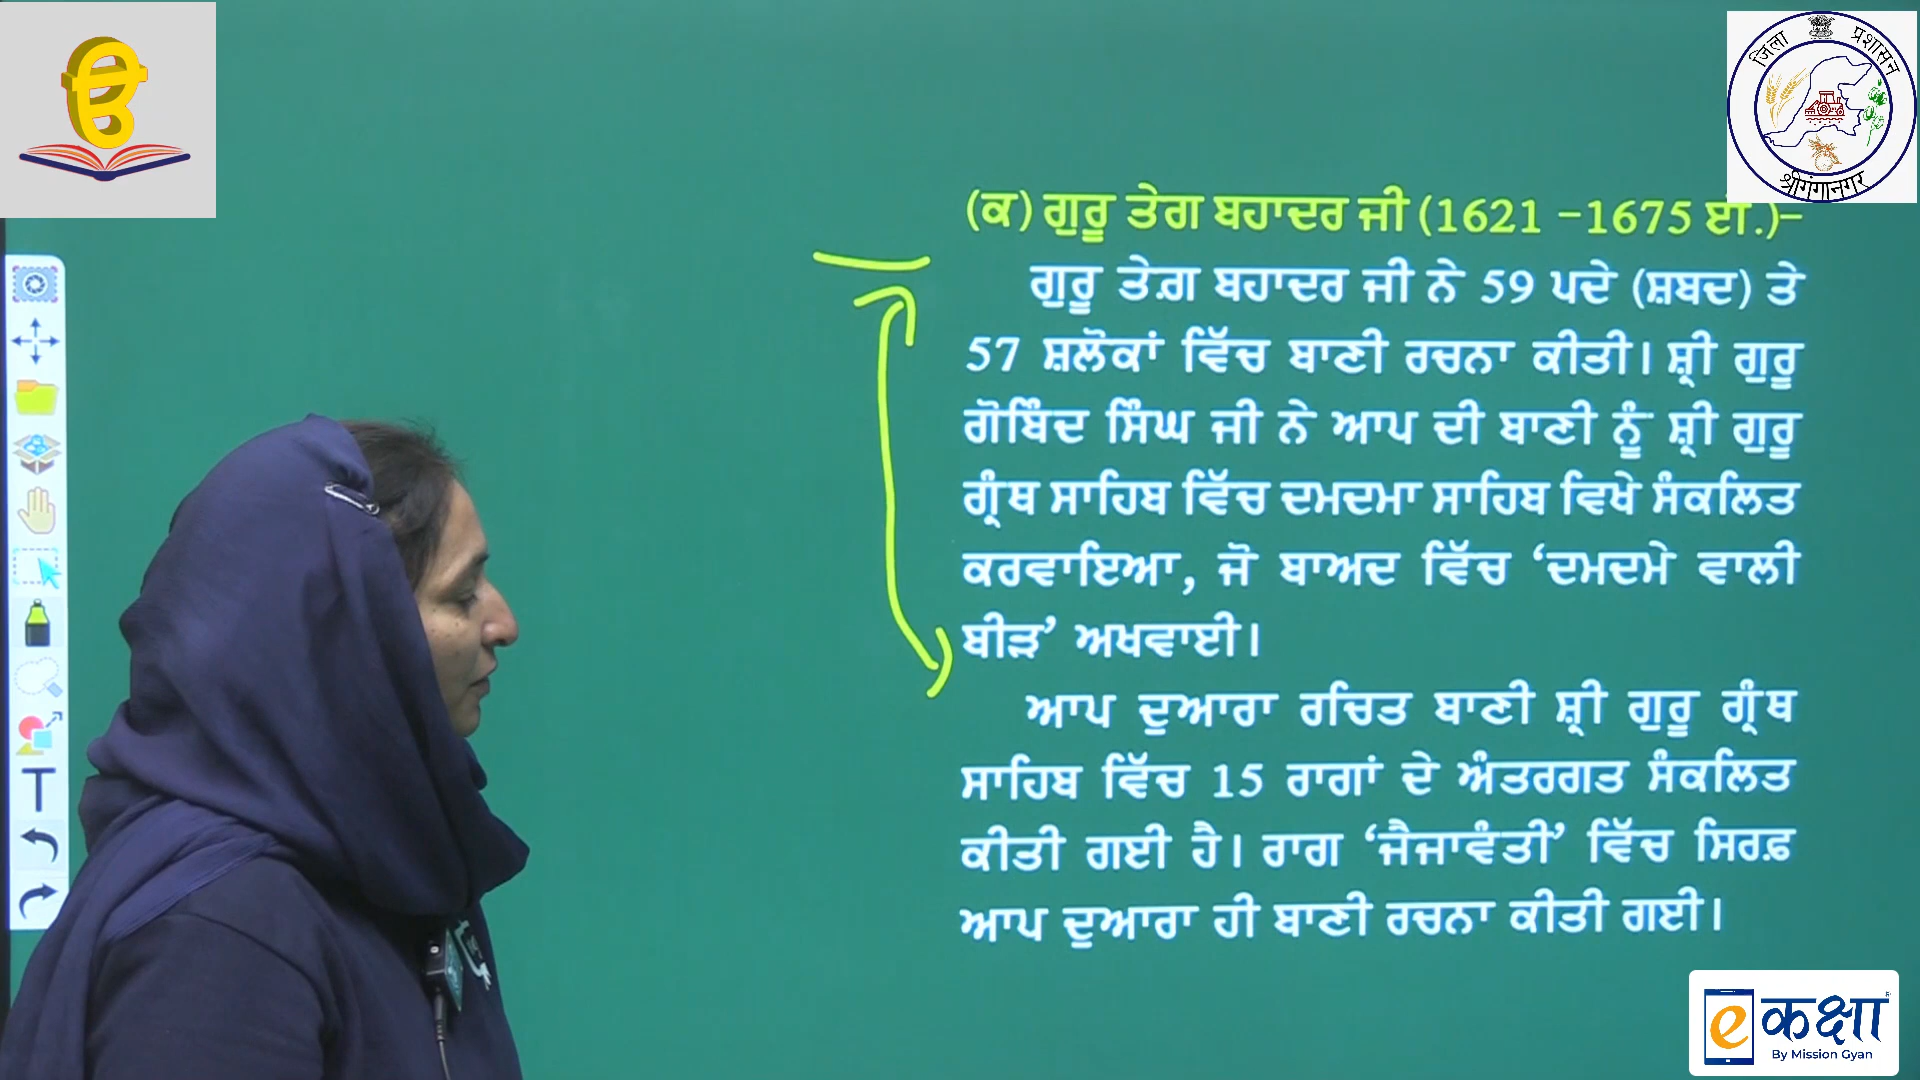 जिला प्रशासन
श्रीगंगानगर
(ਕ) ਗੁਰੂ ਤੇਗ ਬਹਾਦਰ ਜੀ (1621 -1675 ਈ.)-
ਗੁਰੂ ਤੇਗ਼ ਬਹਾਦਰ ਜੀ ਨੇ 59 ਪਦੇ (ਸ਼ਬਦ) ਤੇ
57 ਸ਼ਲੋਕਾਂ ਵਿੱਚ ਬਾਣੀ ਰਚਨਾ ਕੀਤੀ। ਸ਼੍ਰੀ ਗੁਰੂ
ਗੋਬਿੰਦ ਸਿੰਘ ਜੀ ਨੇ ਆਪ ਦੀ ਬਾਣੀ ਨੂੰ ਸ਼੍ਰੀ ਗੁਰੂ
ਗ੍ਰੰਥ ਸਾਹਿਬ ਵਿੱਚ ਦਮਦਮਾ ਸਾਹਿਬ ਵਿਖੇ ਸੰਕਲਿਤ
ਕਰਵਾਇਆ, ਜੋ ਬਾਅਦ ਵਿੱਚ ‘ਦਮਦਮੇ ਵਾਲੀ
ਬੀੜ’ ਅਖਵਾਈ।
ਆਪ ਦੁਆਰਾ ਰਚਿਤ ਬਾਣੀ ਸ਼੍ਰੀ ਗੁਰੂ ਗ੍ਰੰਥ
ਸਾਹਿਬ ਵਿੱਚ 15 ਰਾਗਾਂ ਦੇ ਅੰਤਰਗਤ ਸੰਕਲਿਤ
ਕੀਤੀ ਗਈ ਹੈ। ਰਾਗ ‘ਜੈਜਾਵੰਤੀ’ ਵਿੱਚ ਸਿਰਫ਼
ਆਪ ਦੁਆਰਾ ਹੀ ਬਾਣੀ ਰਚਨਾ ਕੀਤੀ ਗਈ।
T
e कक्षा
By Mission Gyan